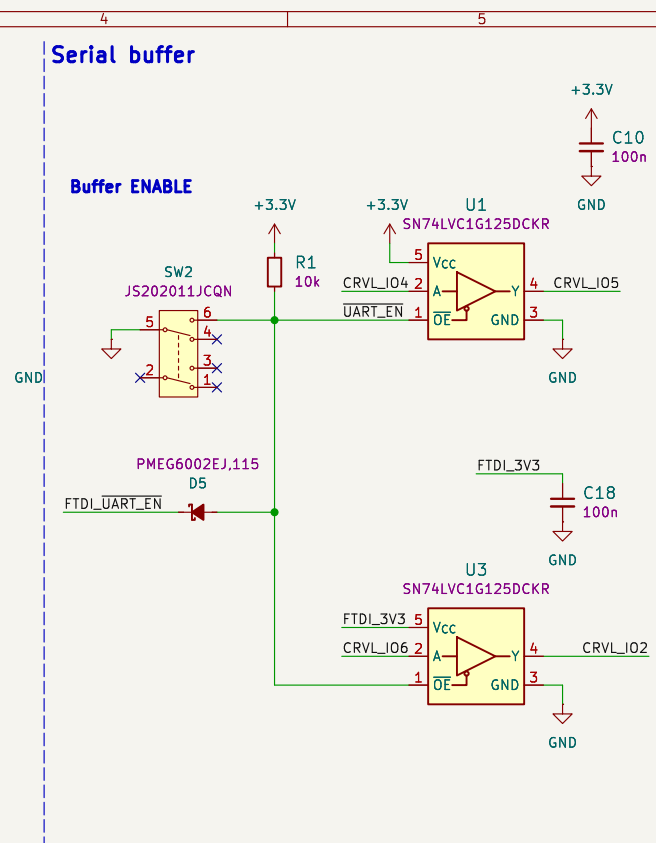 4
5
Serial buffer
+3.3V
C10
100n
GND
Buffer ENABLE
+3.3V
R1
10k
+3.3V
U1
SN74LVC1G125DCKR
5
Vcc
CRVL_IO4
2
A
Y
4
CRVL_IO5
UART_EN
1
OE
GND
3
GND
SW2
JS202011JCQN
5
6
4
3
2
1
GND
PMEG6002EJ,115
D5
FTDI_UART_EN
FTDI_3V3
C18
100n
GND
U3
SN74LVC1G125DCKR
FTDI_3V3
5
Vcc
CRVL_IO6
2
A
Y
4
CRVL_IO2
1
OE
GND
3
GND